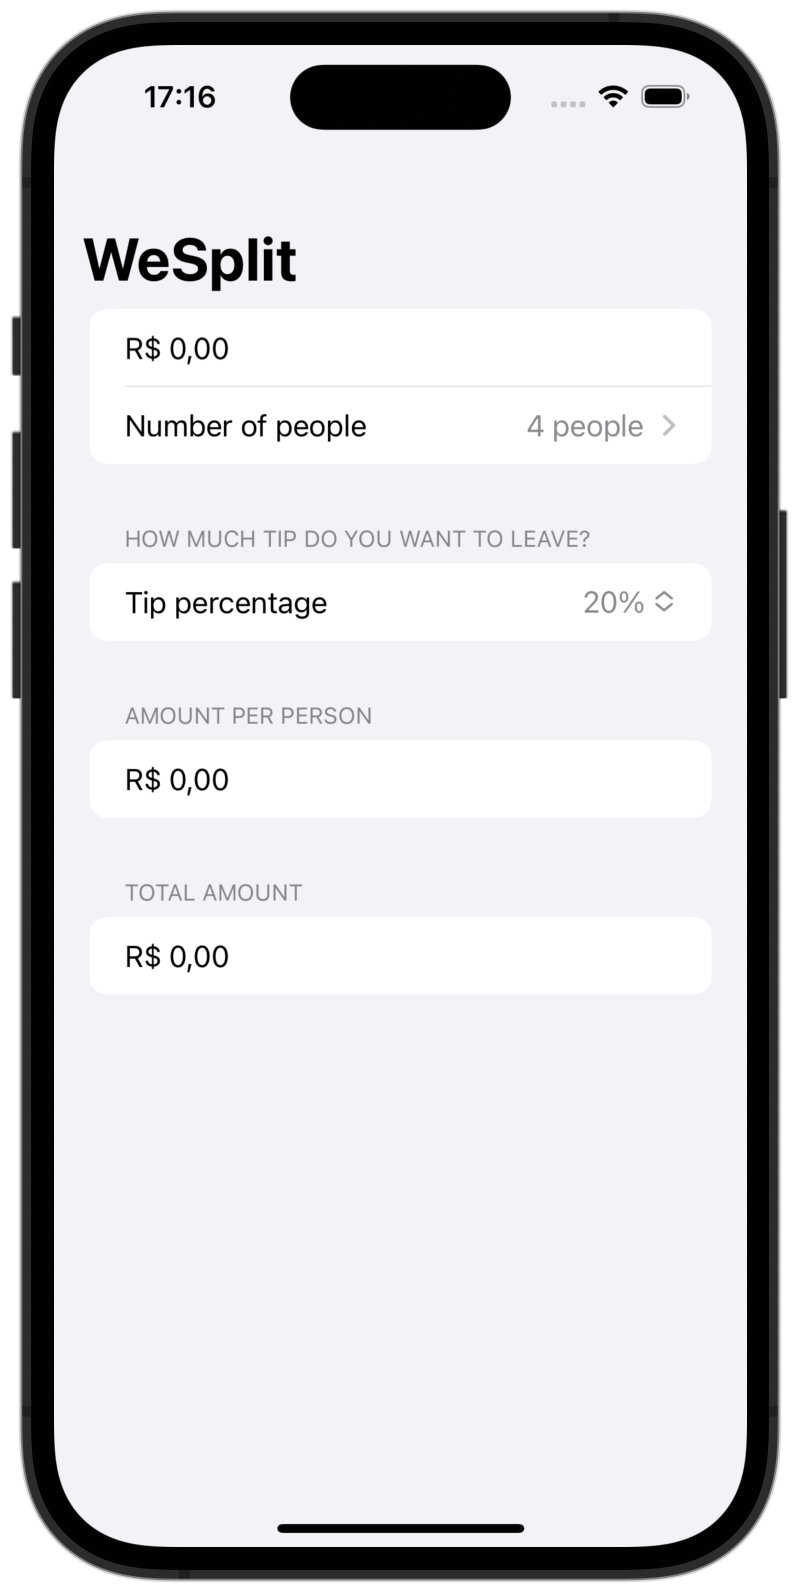 17:16
WeSplit
R$ 0,00
Number of people 4 people
HOW MUCH TIP DO YOU WANT TO LEAVE?
Tip percentage 20%
AMOUNT PER PERSON
R$ 0,00
TOTAL AMOUNT
R$ 0,00